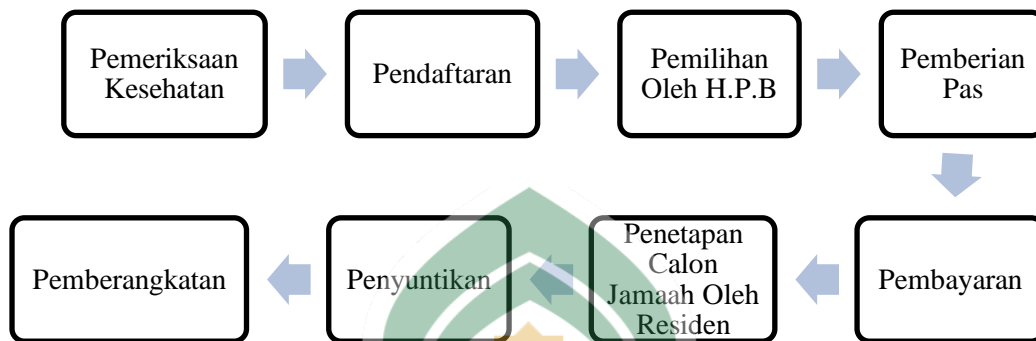 Pemeriksaan
Kesehatan
Pendaftaran
Pemilihan
Oleh H.P.B
Pemberian
Pas
Pembayaran
Penetapan
Calon
Jamaah Oleh
Residen
Penyuntikan
Pemberangkatan